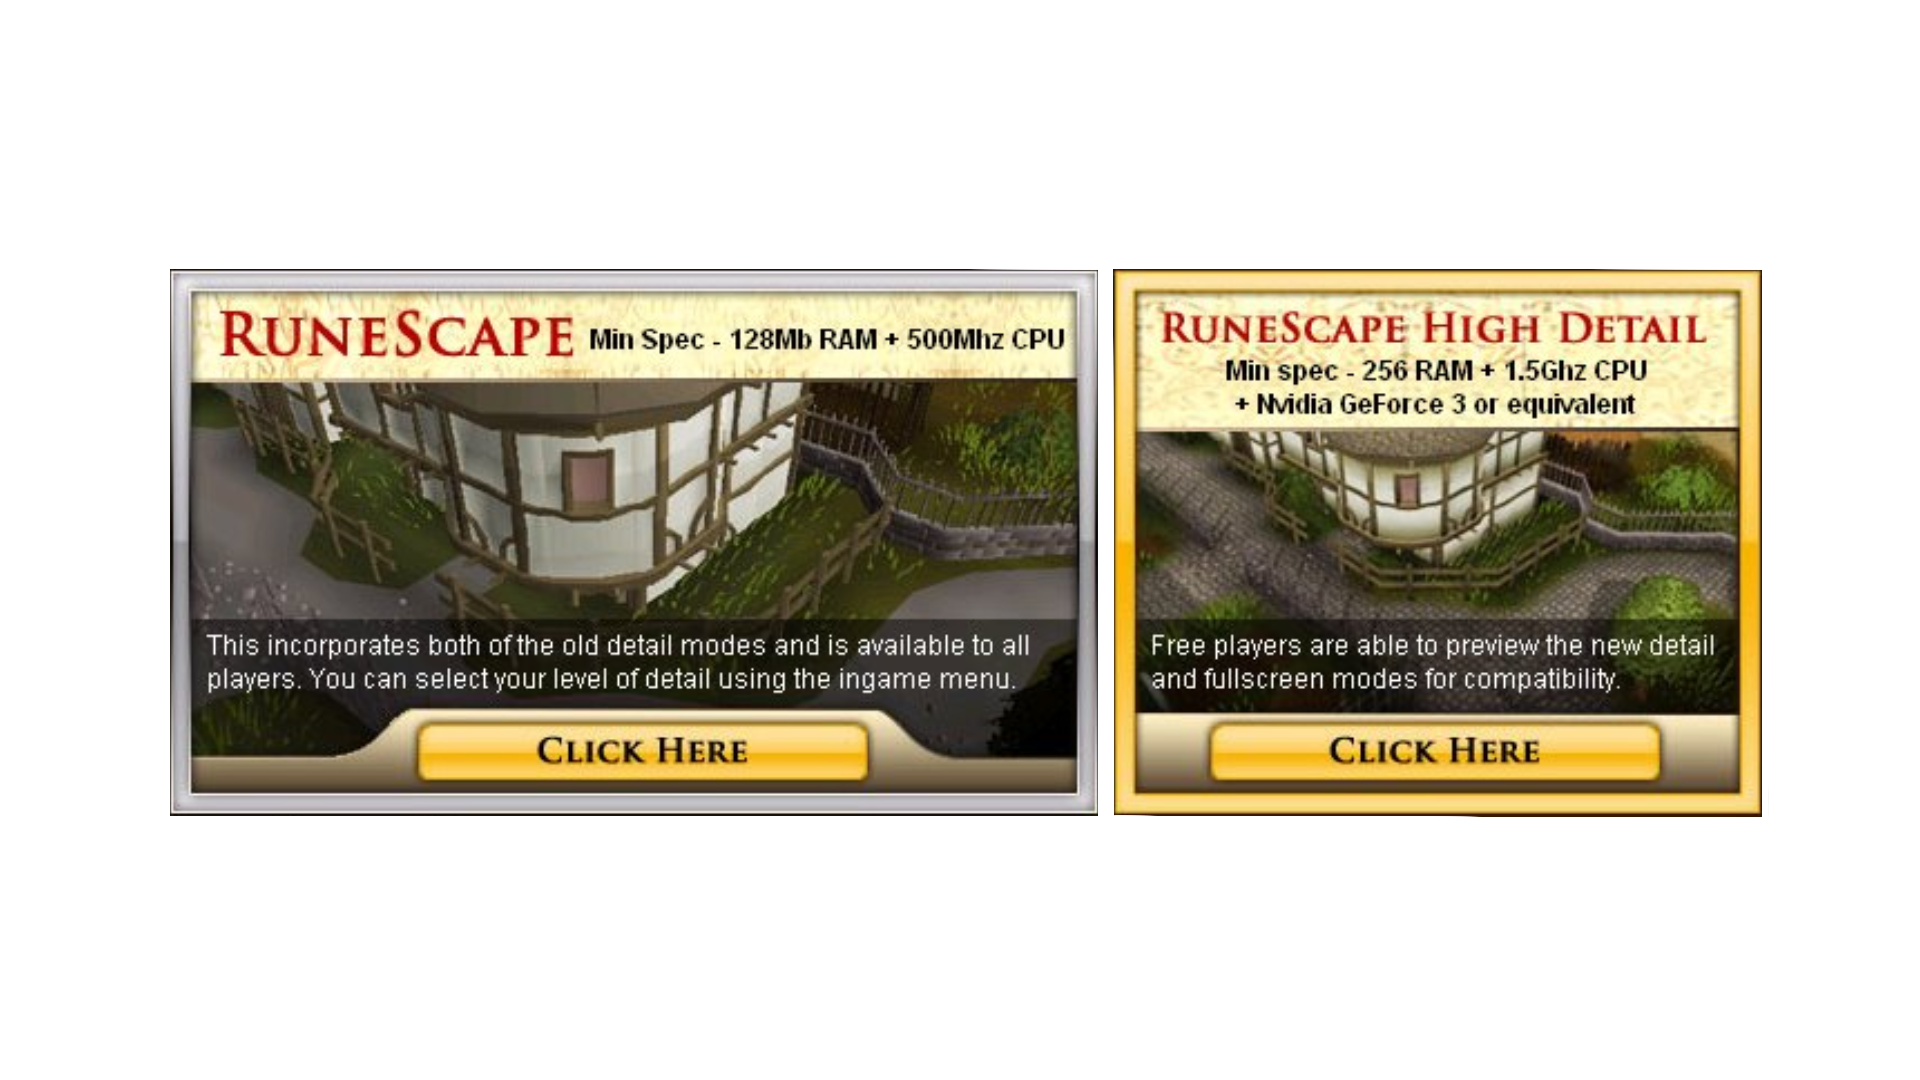 RuneScape Min Spec - 128Mb RAM + 500Mhz CPU
This incorporates both of the old detail modes and is available to all
players. You can select your level of detail using the ingame menu.
Click Here
RuneScape High Detail
Min spec - 256 RAM + 1.5Ghz CPU
+ Nvidia GeForce 3 or equivalent
Free players are able to preview the new detail
and fullscreen modes for compatibility.
Click Here